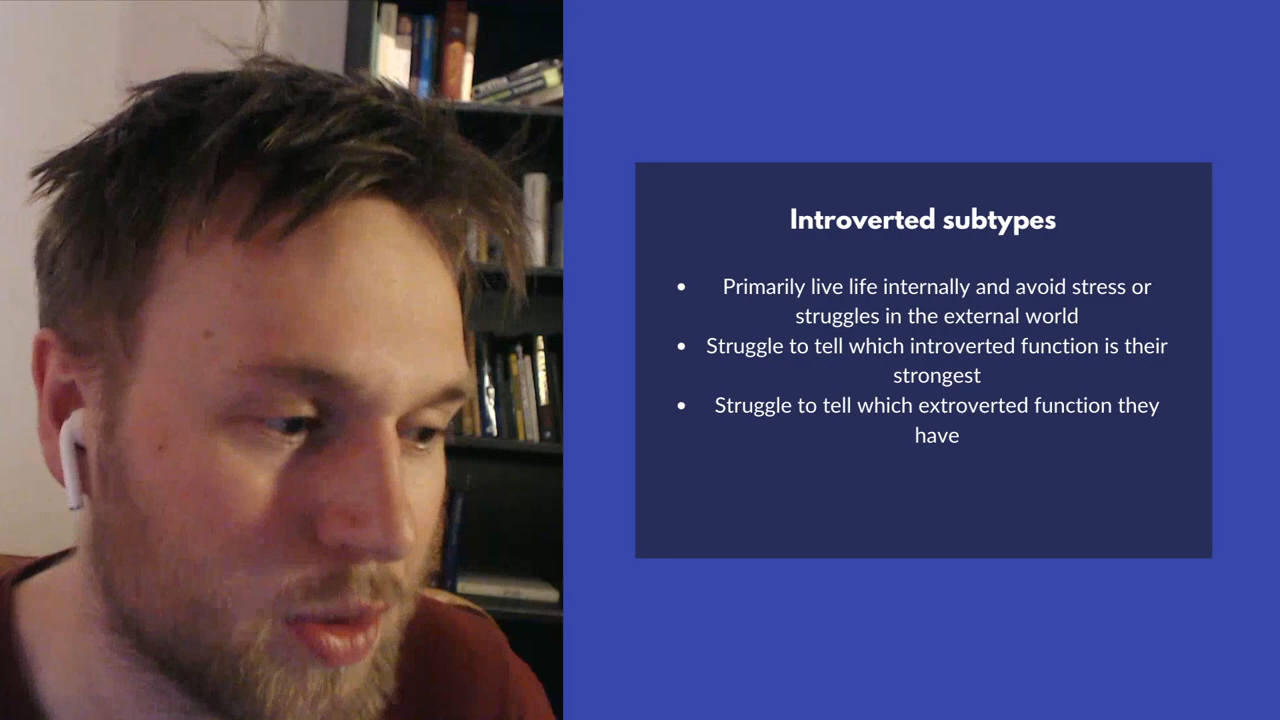 Introverted subtypes
• Primarily live life internally and avoid stress or
struggles in the external world
• Struggle to tell which introverted function is their
strongest
• Struggle to tell which extroverted function they
have